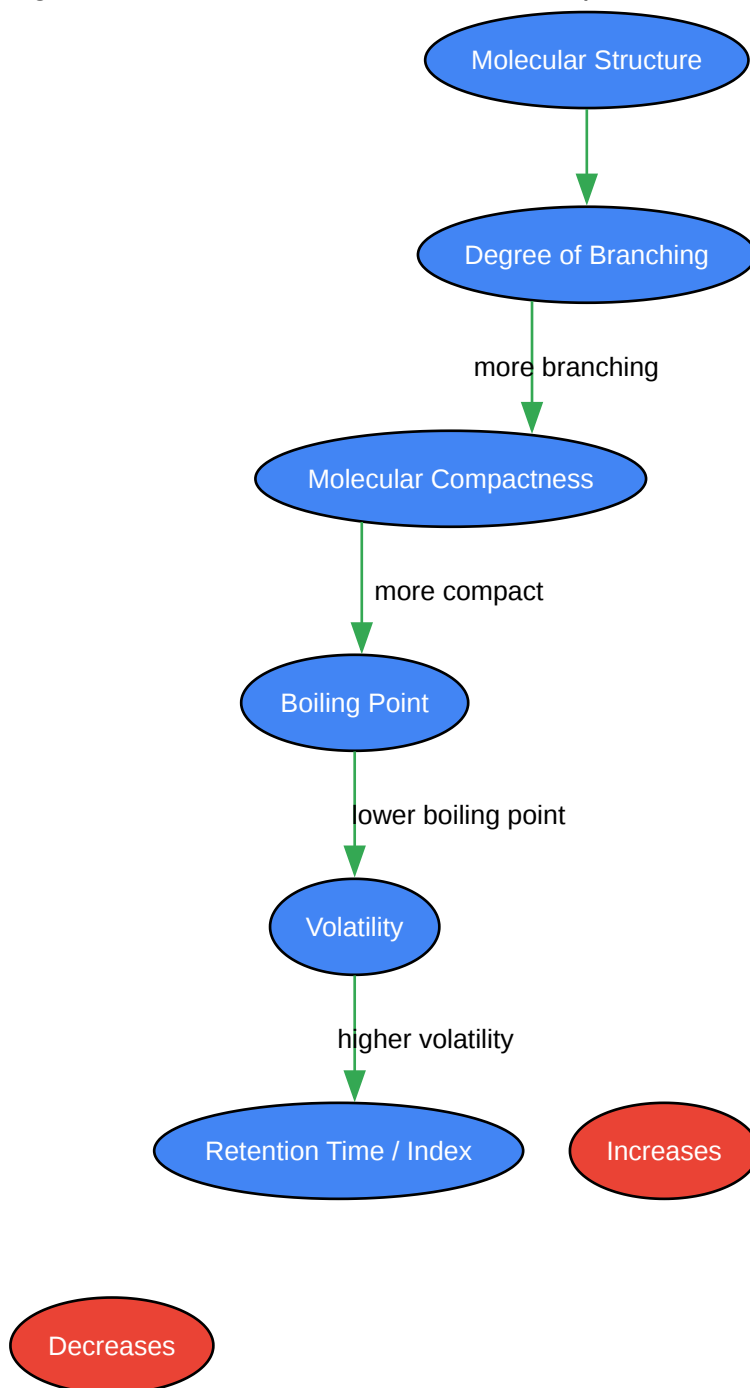 Molecular Structure
Degree of Branching
more branching
Molecular Compactness
more compact
Boiling Point
lower boiling point
Volatility
higher volatility
Retention Time / Index
Increases
Decreases